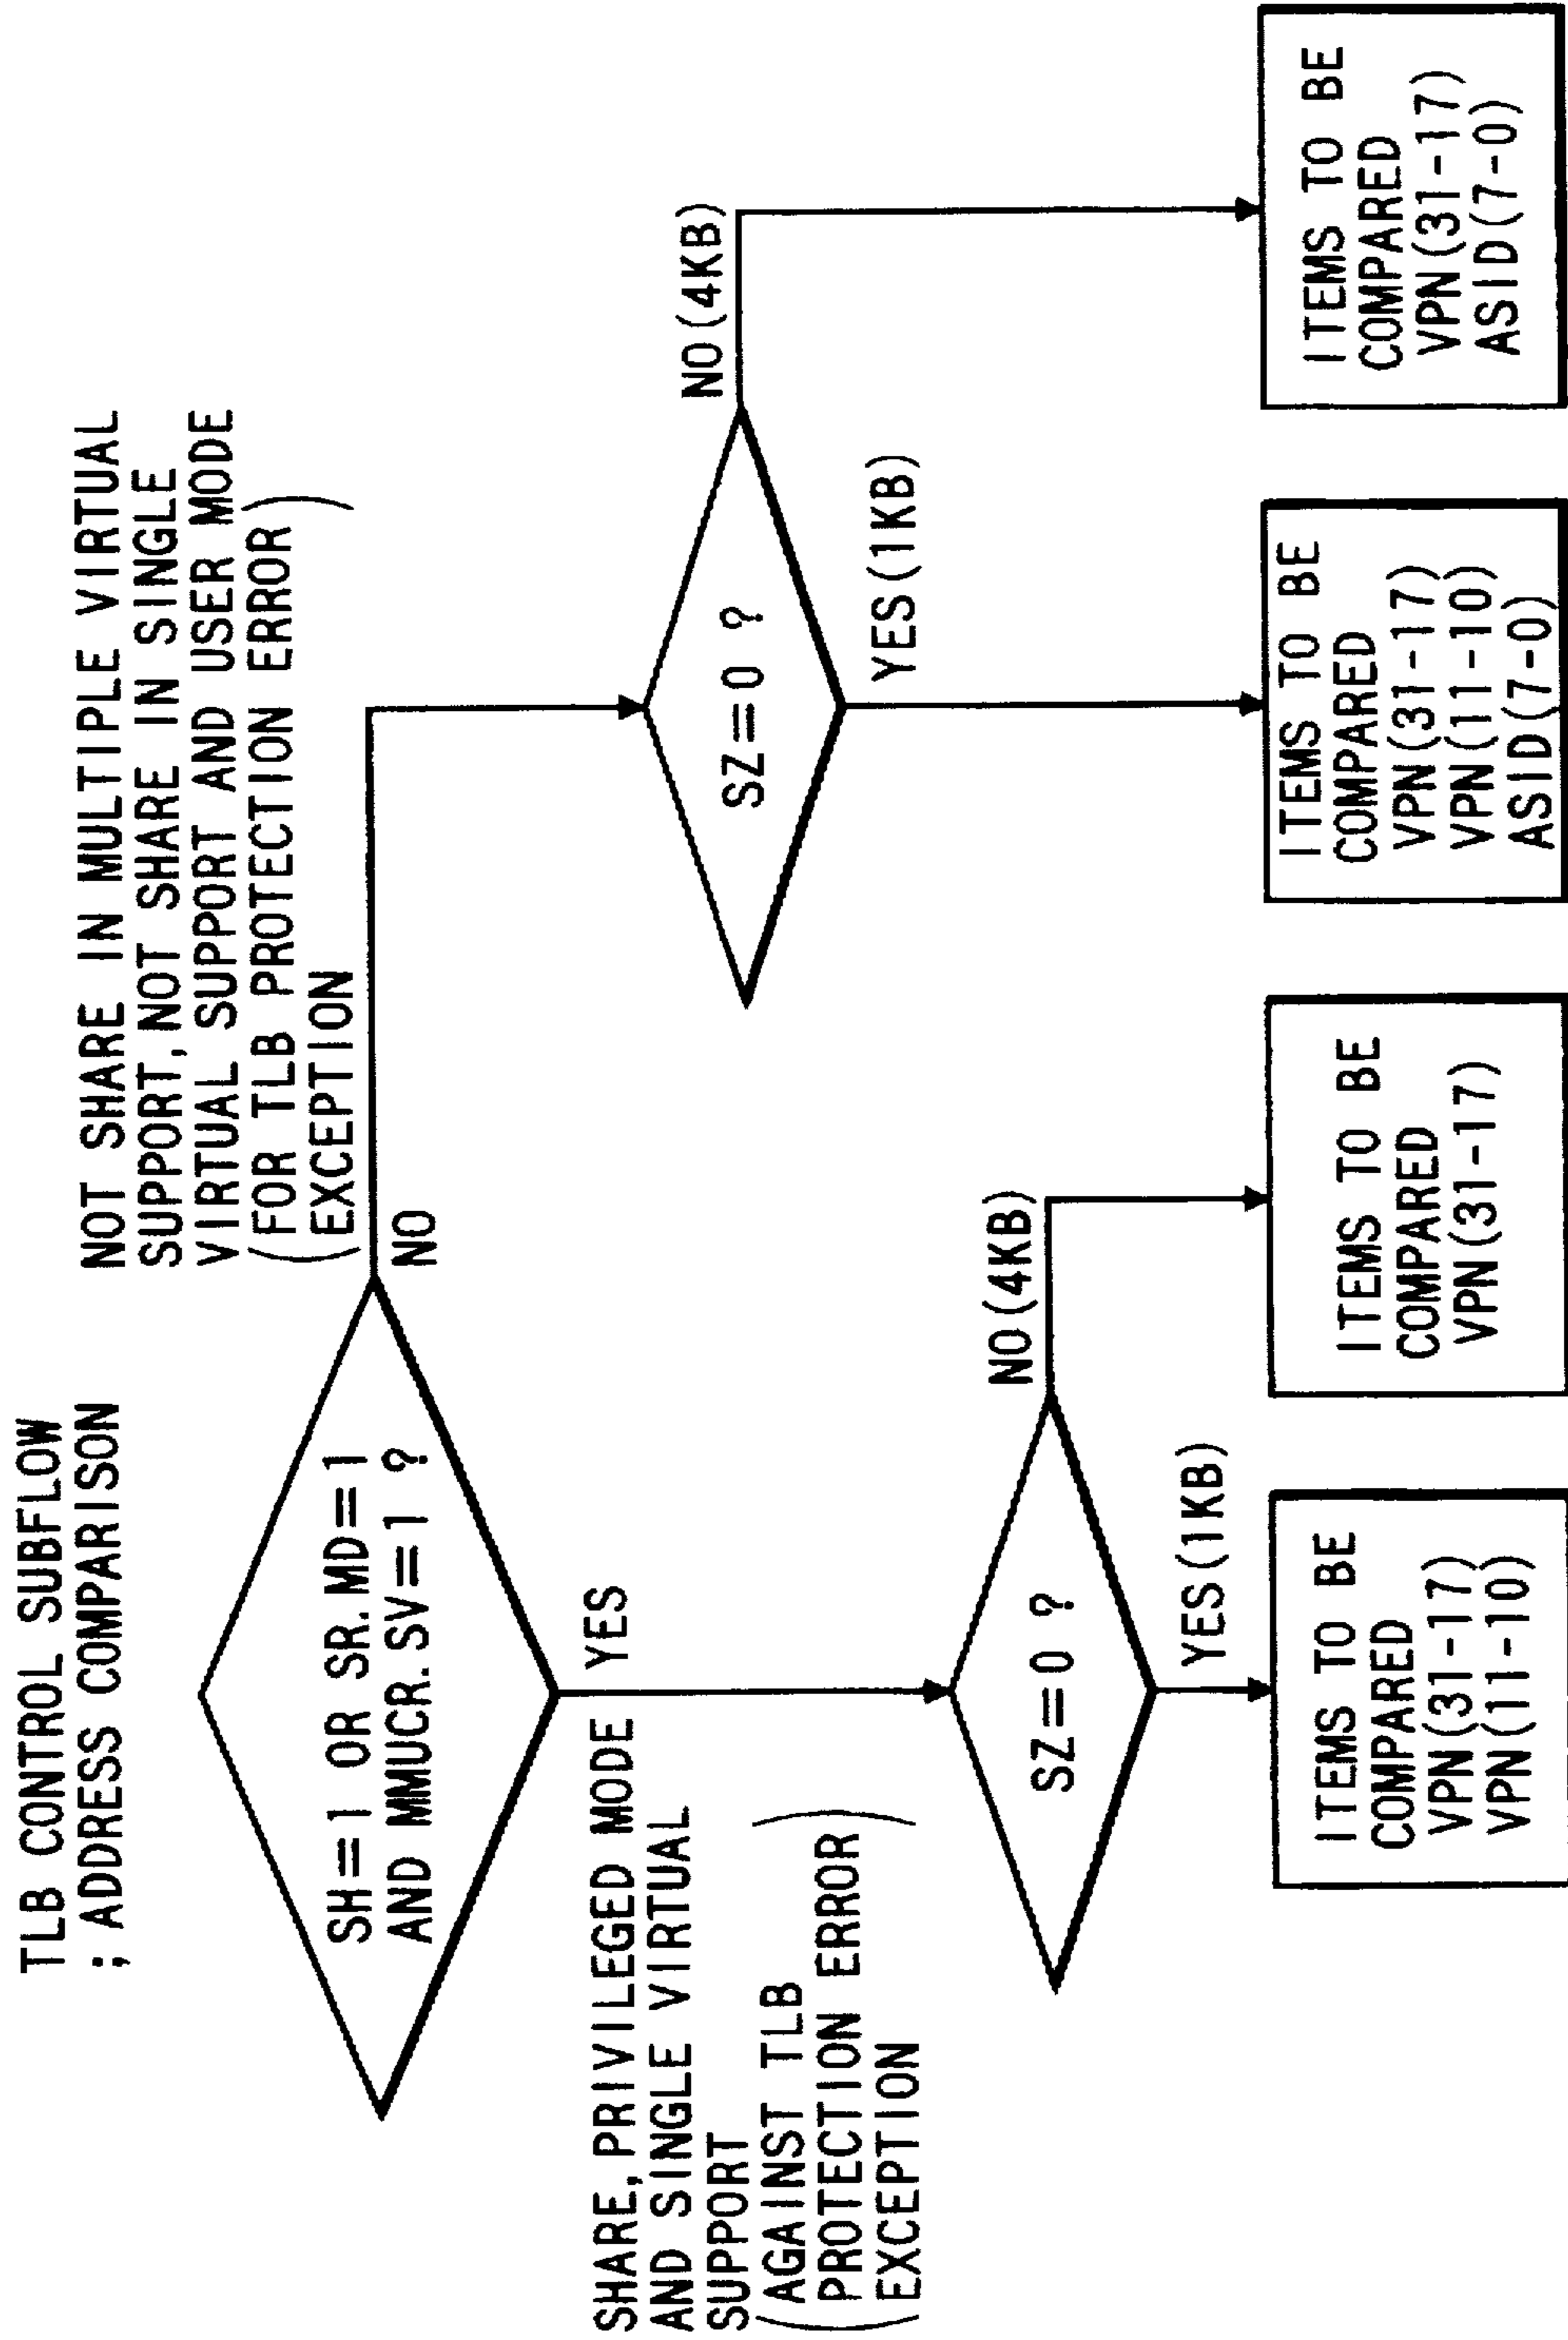 TLB CONTROL SUBFLOW
; ADDRESS COMPARISON
SH=1 OR SR.MD=1
AND MMUCR.SV=1 ?
NO
NOT SHARE IN MULTIPLE VIRTUAL
SUPPORT, NOT SHARE IN SINGLE
VIRTUAL SUPPORT AND USER MODE
(FOR TLB PROTECTION ERROR
EXCEPTION)
YES
SHARE, PRIVILEGED MODE
AND SINGLE VIRTUAL
SUPPORT
(AGAINST TLB
PROTECTION ERROR
EXCEPTION)
SZ=0 ?
NO(4KB)
YES(1KB)
SZ=0 ?
NO(4KB)
YES(1KB)
ITEMS TO BE
COMPARED
VPN(31-17)
VPN(11-10)
ITEMS TO BE
COMPARED
VPN(31-17)
ITEMS TO BE
COMPARED
VPN(31-17)
VPN(11-10)
ASID(7-0)
ITEMS TO BE
COMPARED
VPN(31-17)
ASID(7-0)